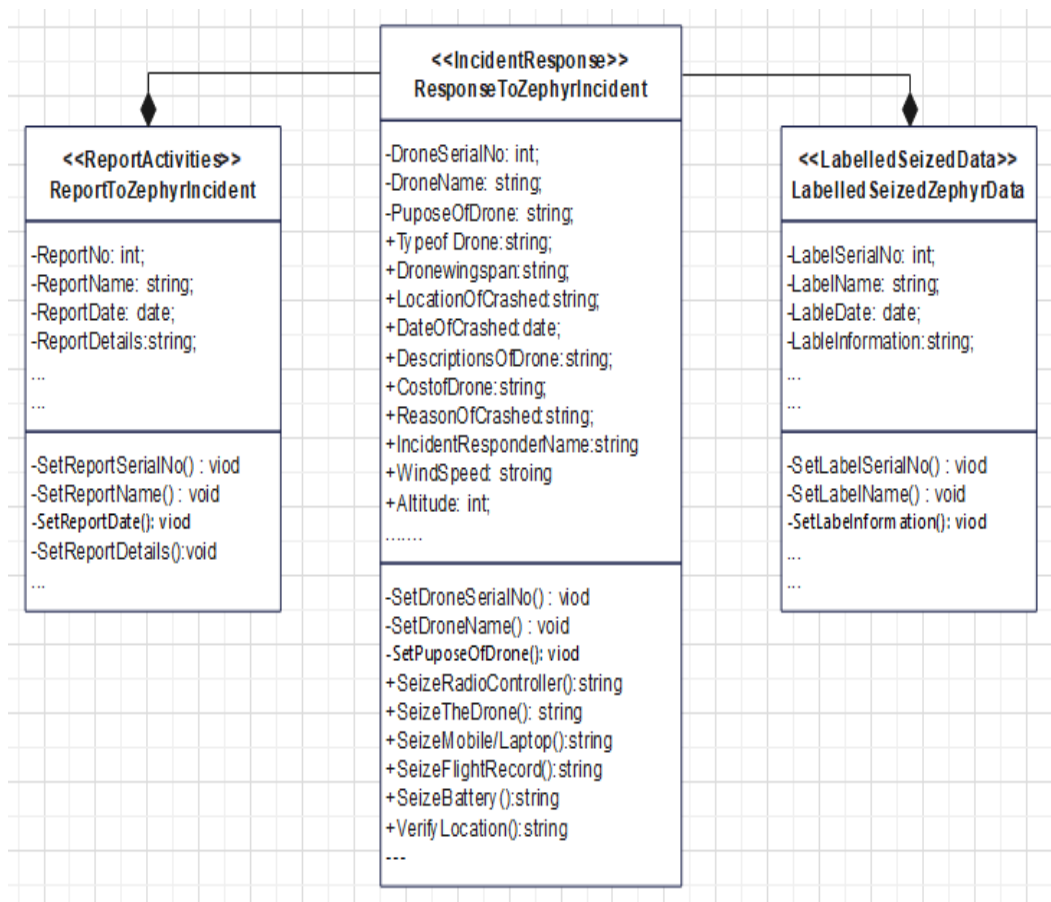 <<IncidentResponse>>
ResponseToZephyrIncident
-DroneSerialNo: int;
-DroneName: string;
-PuposeOfDrone: string;
+Typeof Drone:string;
+Dronewingspan:string;
+LocationOfCrashed:string;
+DateOfCrashed:date;
+DescriptionsOfDrone:string;
+CostofDrone:string;
+ReasonOfCrashed:string;
+IncidentResponderName:string
+WindSpeed: stroing
+Altitude: int;
.......
-SetDroneSerialNo() : viod
-SetDroneName() : void
-SetPuposeOfDrone(): viod
+SeizeRadioController():string
+SeizeTheDrone(): string
+SeizeMobile/Laptop():string
+SeizeFlightRecord():string
+SeizeBattery():string
+VerifyLocation():string
---
<<ReportActivities>>
ReportToZephyrIncident
-ReportNo: int;
-ReportName: string;
-ReportDate: date;
-ReportDetails:string;
...
...
-SetReportSerialNo() : viod
-SetReportName() : void
-SetReportDate(): viod
-SetReportDetails():void
...
<<LabelledSeizedData>>
LabelledSeizedZephyrData
-LabelSerialNo: int;
-LabelName: string;
-LableDate: date;
-LableInformation:string;
...
...
-SetLabelSerialNo() : viod
-SetLabelName() : void
-SetLabelnformation(): viod
...
...